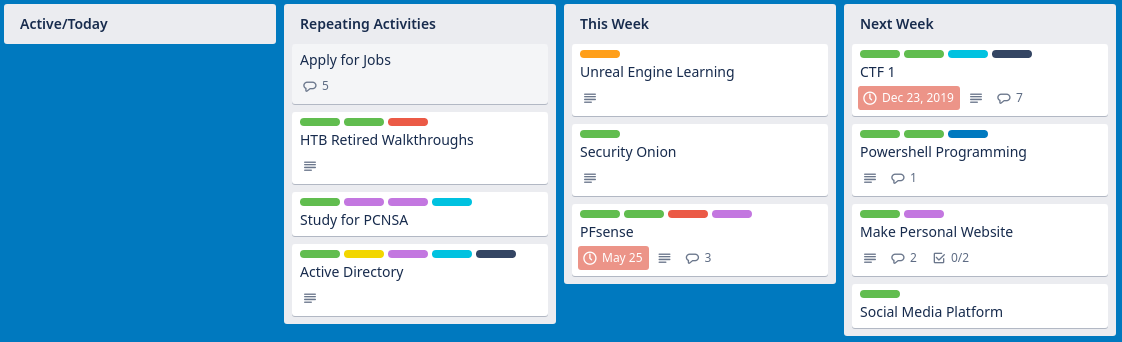 Active/Today
Repeating Activities
Apply for Jobs
5
HTB Retired Walkthroughs
Study for PCNSA
Active Directory
This Week
Unreal Engine Learning
Security Onion
PFsense
May 25
3
Next Week
CTF 1
Dec 23, 2019
7
Powershell Programming
1
Make Personal Website
2
0/2
Social Media Platform